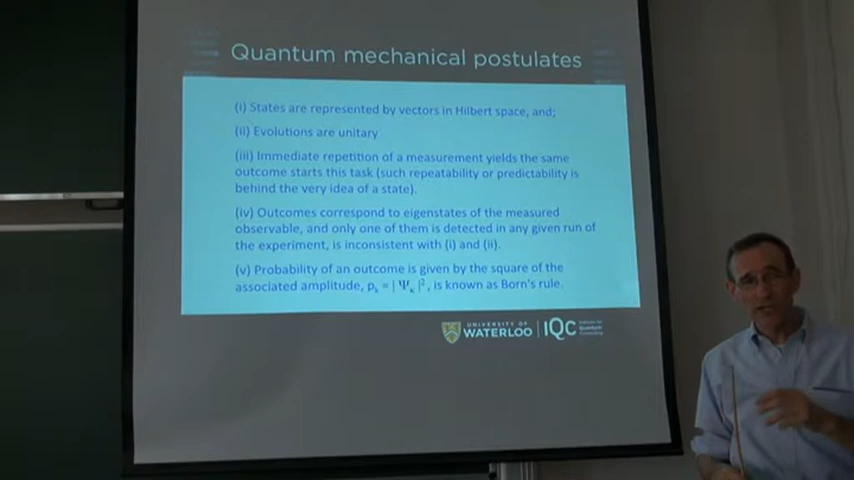 Quantum mechanical postulates
(i) States are represented by vectors in Hilbert space, and;
(ii) Evolutions are unitary
(iii) Immediate repetition of a measurement yields the same
outcome starts this task (such repeatability or predictability is
behind the very idea of a state).
(iv) Outcomes correspond to eigenstates of the measured
observable, and only one of them is detected in any given run of
the experiment, is inconsistent with (i) and (ii).
(v) Probability of an outcome is given by the square of the
associated amplitude, pₖ = | Ψₖ |², is known as Born's rule.
UNIVERSITY OF
WATERLOO
IQC
Institute for
Quantum
Computing